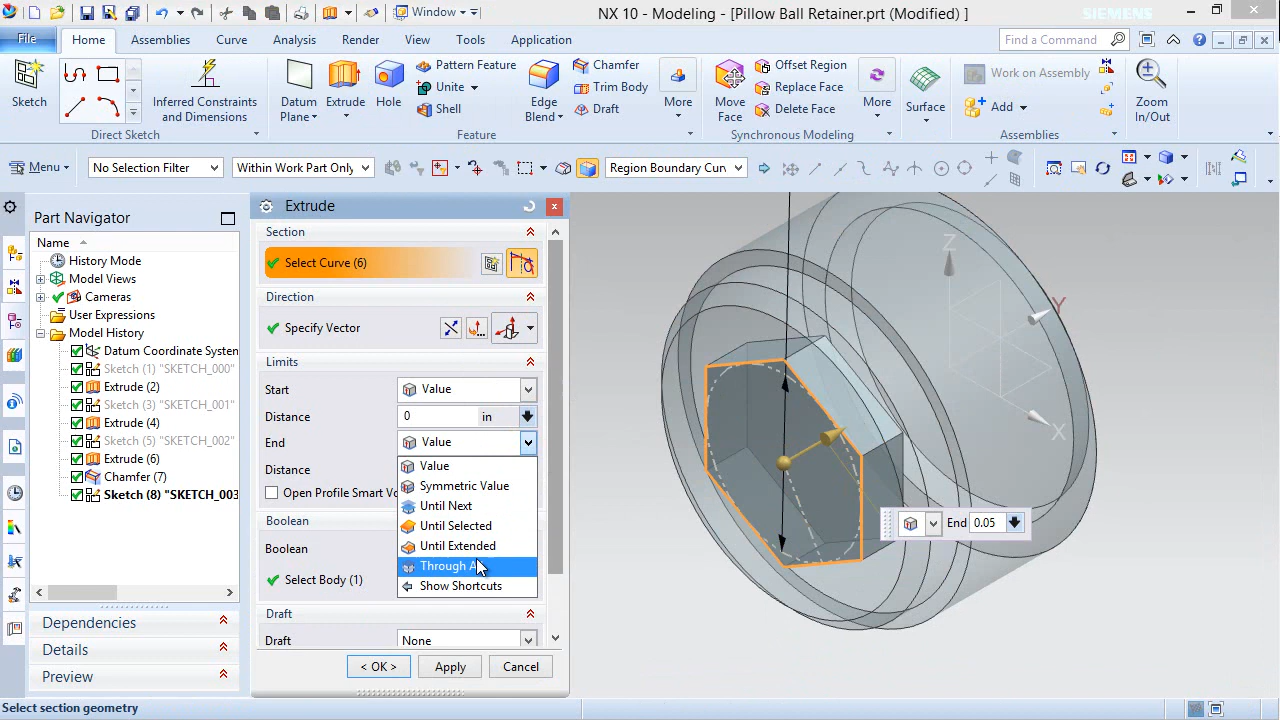 Window
NX 10 - Modeling - [Pillow Ball Retainer.prt (Modified) ]
SIEMENS
File
Home
Assemblies
Curve
Analysis
Render
View
Tools
Application
Find a Command
Sketch
Inferred Constraints
and Dimensions
Direct Sketch
Datum
Plane
Extrude
Hole
Pattern Feature
Unite
Shell
Edge
Blend
Chamfer
Trim Body
Draft
More
Feature
Move
Face
Offset Region
Replace Face
Delete Face
More
Synchronous Modeling
Surface
Work on Assembly
Add
Assemblies
Zoom
In/Out
Menu
No Selection Filter
Within Work Part Only
Region Boundary Cur
Part Navigator
Name
History Mode
Model Views
Cameras
User Expressions
Model History
Datum Coordinate System
Sketch (1) "SKETCH_000"
Extrude (2)
Sketch (3) "SKETCH_001"
Extrude (4)
Sketch (5) "SKETCH_002"
Extrude (6)
Chamfer (7)
Sketch (8) "SKETCH_003
Dependencies
Details
Preview
Extrude
Section
Select Curve (6)
Direction
Specify Vector
Limits
Start
Value
Distance
0
in
End
Value
Distance
Open Profile Smart Vo
Boolean
Boolean
Select Body (1)
Draft
Draft
None
< OK >
Apply
Cancel
Value
Symmetric Value
Until Next
Until Selected
Until Extended
Through A
Show Shortcuts
Z
Y
X
End
0.05
Select section geometry